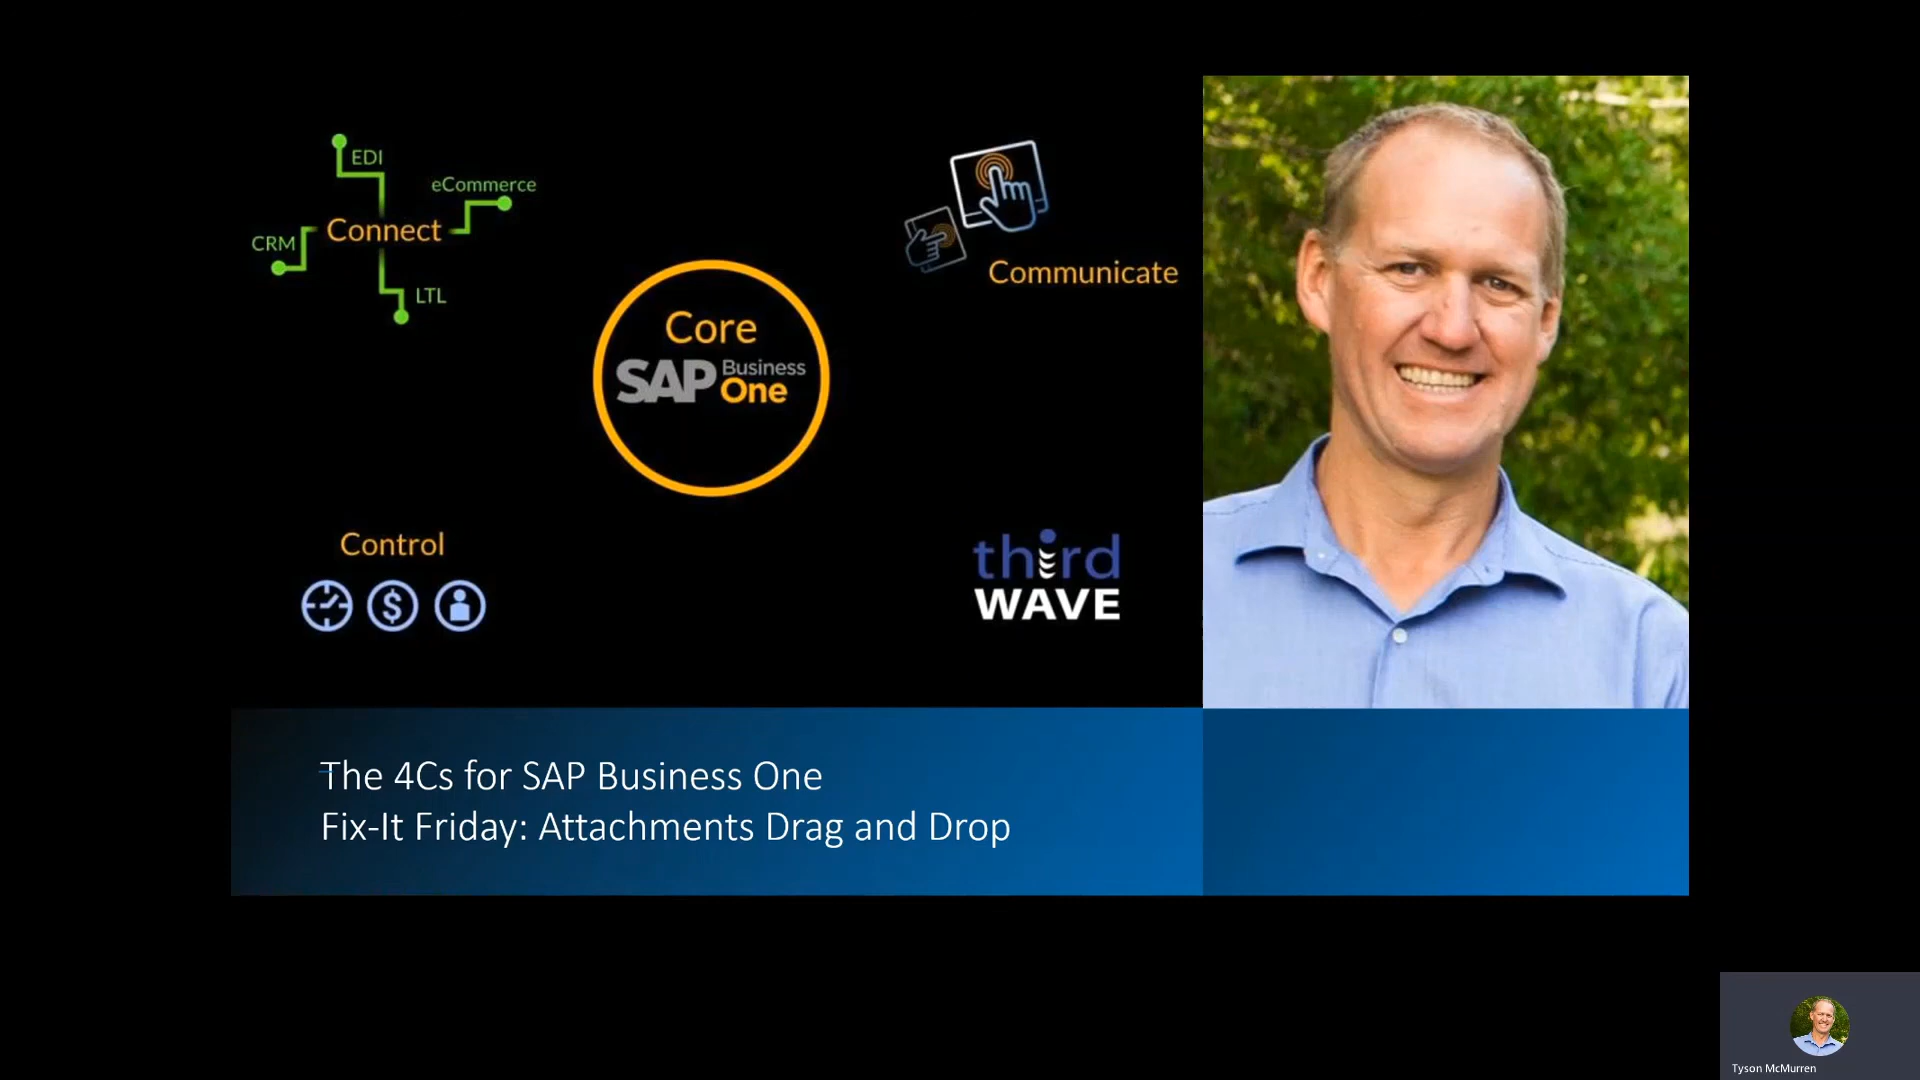 EDI
eCommerce
Connect
CRM
LTL
Communicate
Core
SAP Business One
Control
third
WAVE
The 4Cs for SAP Business One
Fix-It Friday: Attachments Drag and Drop
Tyson McMurren